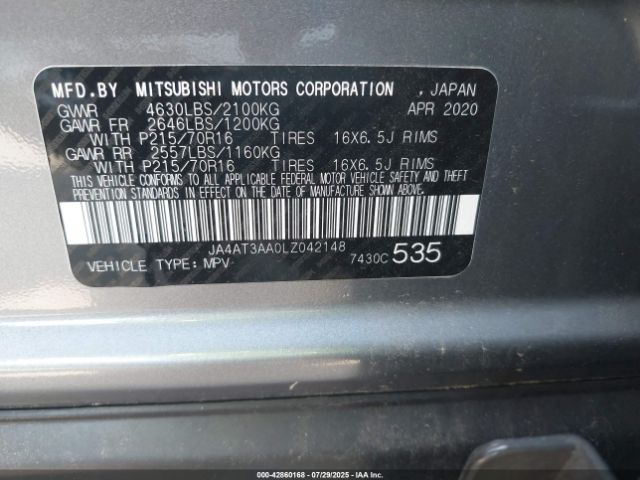 MFD.BY MITSUBISHI MOTORS CORPORATION , JAPAN
GVWR 4630LBS/2100KG APR 2020
GAWR FR 2646LBS/1200KG
WITH P215/70R16 TIRES 16X6.5J RIMS
GAWR RR 2557LBS/1160KG
WITH P215/70R16 TIRES 16X6.5J RIMS
THIS VEHICLE CONFORMS TO ALL APPLICABLE FEDERAL MOTOR VEHICLE SAFETY AND THEFT
PREVENTION STANDARDS IN EFFECT ON THE DATE OF MANUFACTURE SHOWN ABOVE.
JA4AT3AA0LZ042148
VEHICLE TYPE: MPV 7430C 535
000-42860168 | 07/29/2025 | IAAI.COM